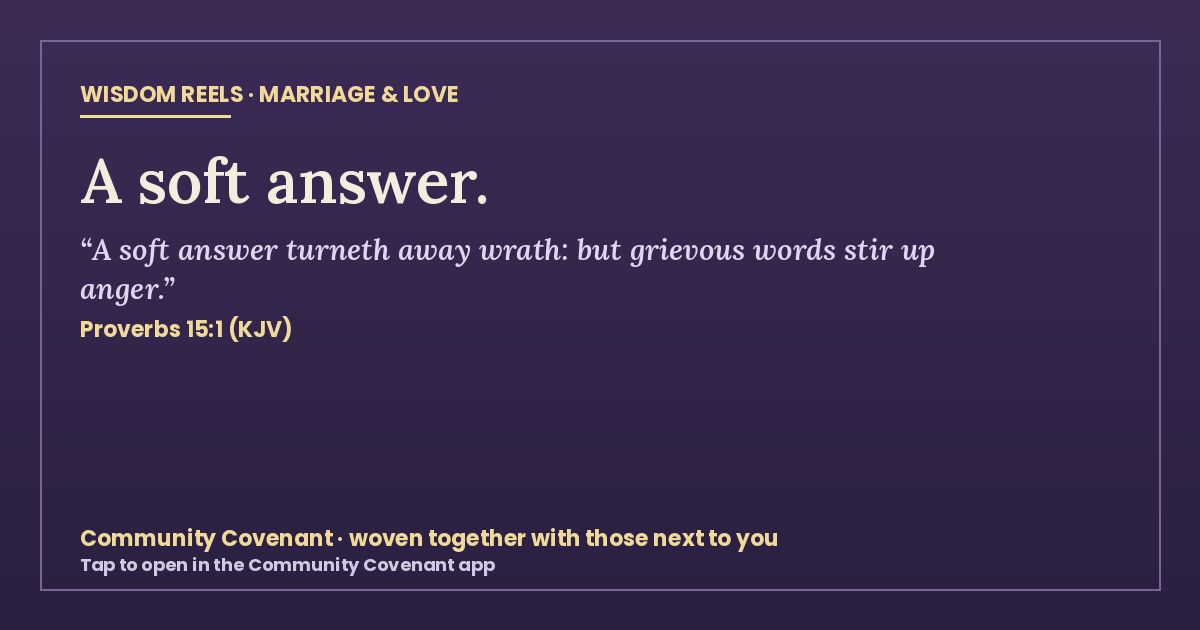 WISDOM REELS · MARRIAGE & LOVE
A soft answer.
“A soft answer turneth away wrath: but grievous words stir up
anger.”
Proverbs 15:1 (KJV)
Community Covenant · woven together with those next to you
Tap to open in the Community Covenant app